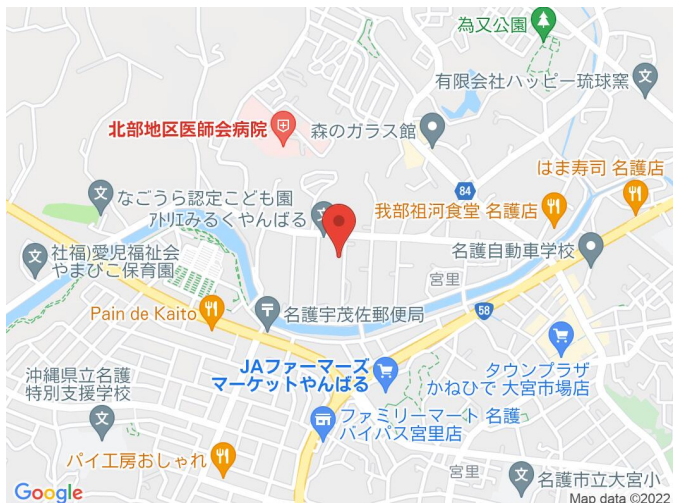 為又公園
有限会社ハッピー琉球窯
北部地区医師会病院
森のガラス館
はま寿司 名護店
84
なごうら認定こども園
アトリエみるくやんばる
我部祖河食堂 名護店
社福)愛児福祉会
やまびこ保育園
名護自動車学校
宮里
Pain de Kaito
名護宇茂佐郵便局
58
JAファーマーズ
マーケットやんばる
タウンプラザ
かねひで 大宮市場店
沖縄県立名護
特別支援学校
ファミリーマート 名護
バイパス宮里店
パイ工房おしゃれ
宮里
名護市立大宮小
Google
Map data ©2022